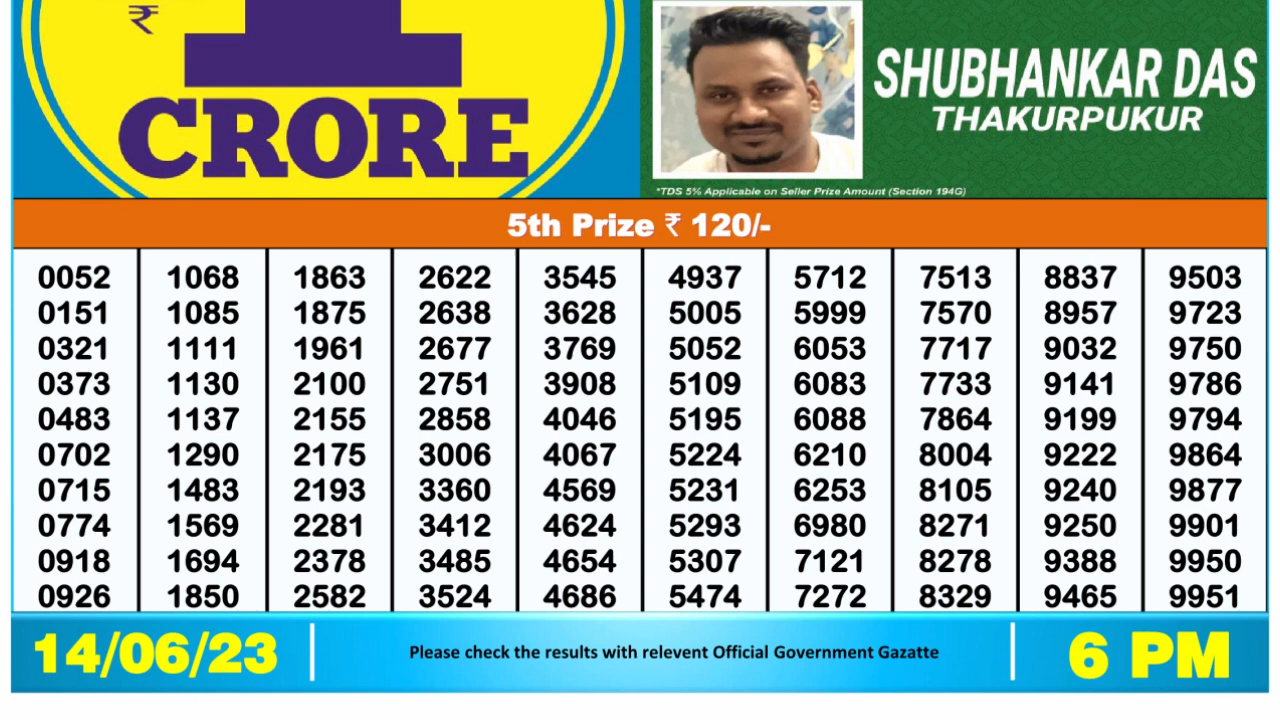 ₹
1
CRORE
SHUBHANKAR DAS
THAKURPUKUR
*TDS 5% Applicable on Seller Prize Amount (Section 194G)
5th Prize ₹ 120/-
0052 1068 1863 2622 3545 4937 5712 7513 8837 9503
0151 1085 1875 2638 3628 5005 5999 7570 8957 9723
0321 1111 1961 2677 3769 5052 6053 7717 9032 9750
0373 1130 2100 2751 3908 5109 6083 7733 9141 9786
0483 1137 2155 2858 4046 5195 6088 7864 9199 9794
0702 1290 2175 3006 4067 5224 6210 8004 9222 9864
0715 1483 2193 3360 4569 5231 6253 8105 9240 9877
0774 1569 2281 3412 4624 5293 6980 8271 9250 9901
0918 1694 2378 3485 4654 5307 7121 8278 9388 9950
0926 1850 2582 3524 4686 5474 7272 8329 9465 9951
14/06/23
Please check the results with relevent Official Government Gazatte
6 PM